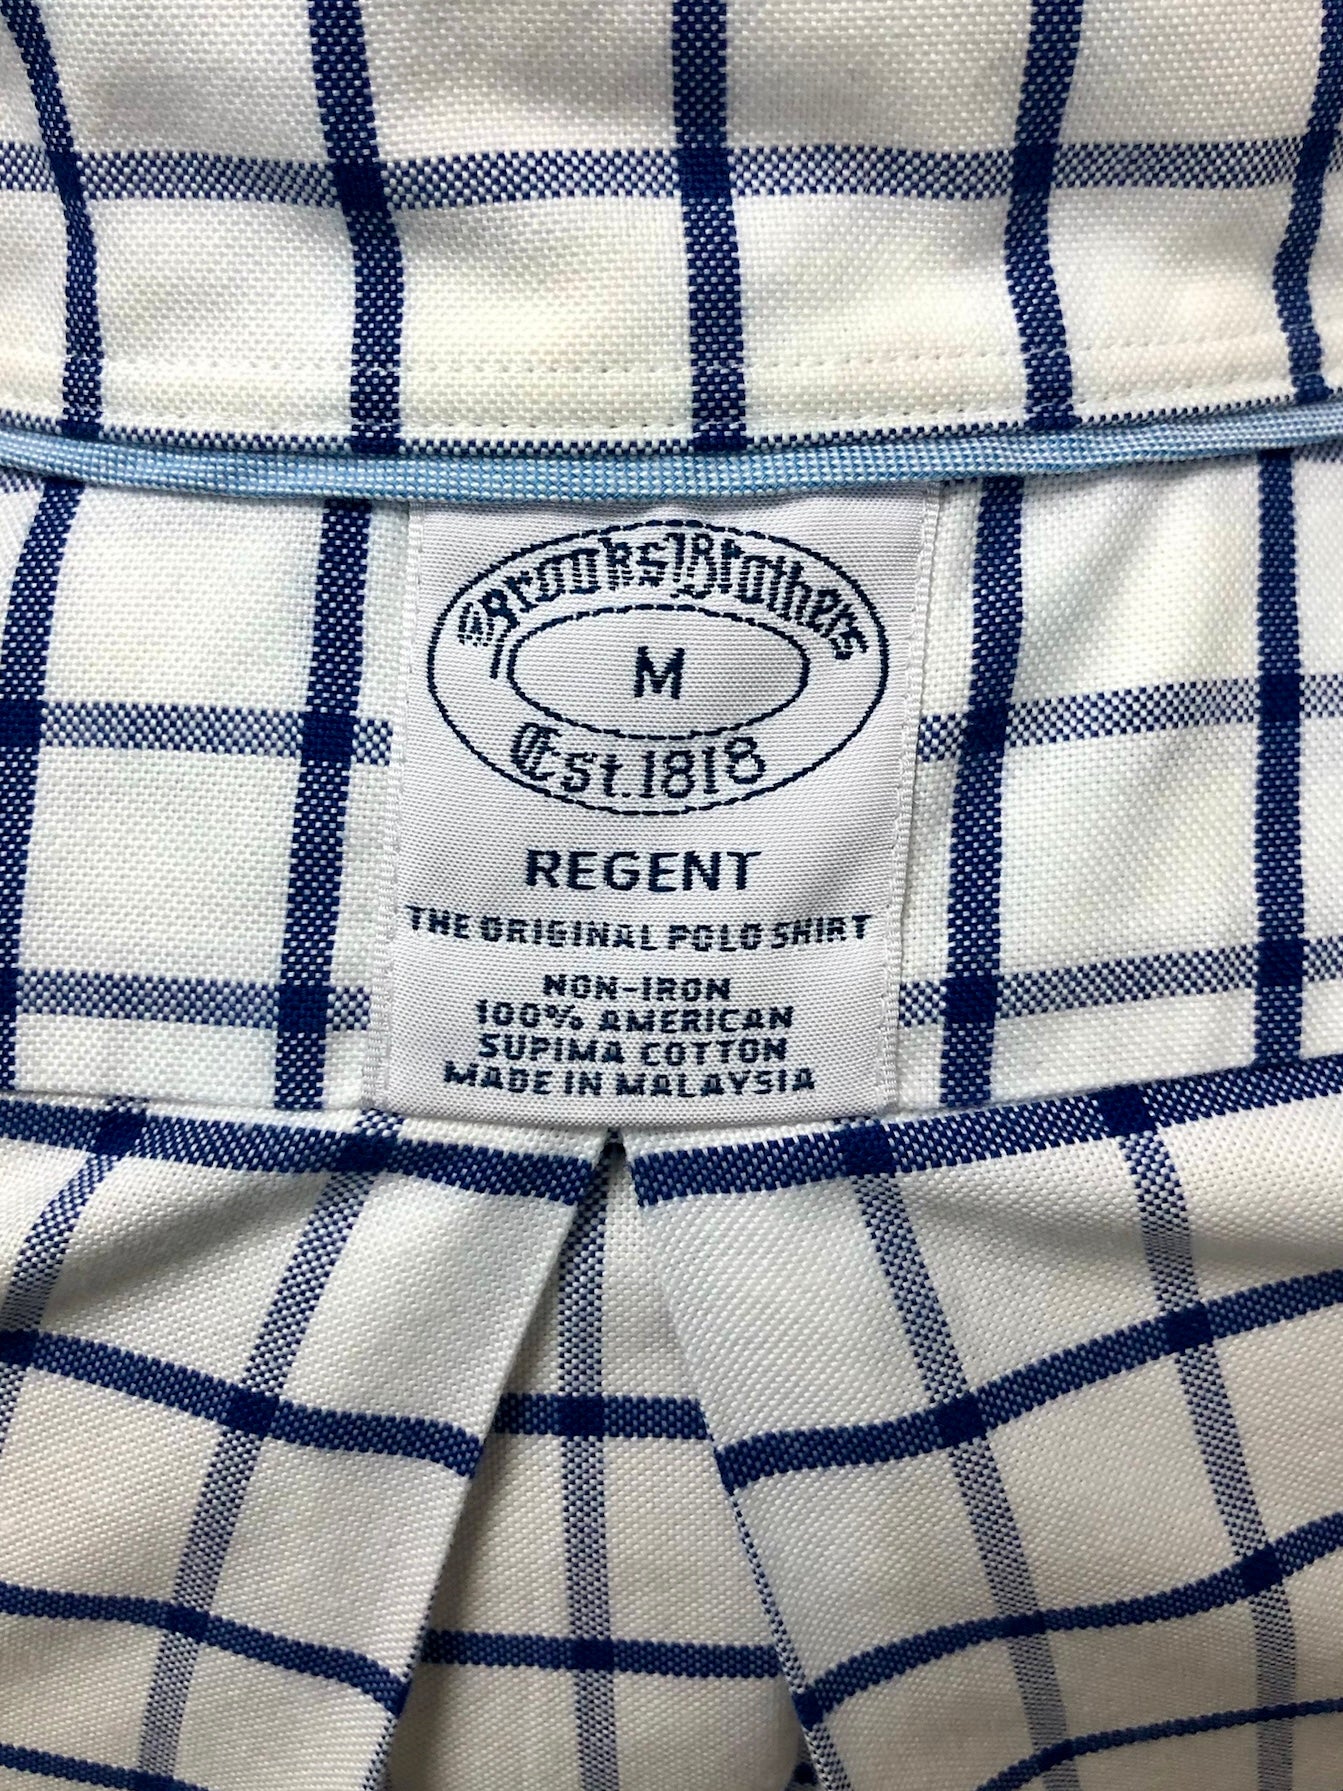 Brooks Brothers
M
Est. 1818
REGENT
THE ORIGINAL POLO SHIRT
NON-IRON
100% AMERICAN
SUPIMA COTTON
MADE IN MALAYSIA